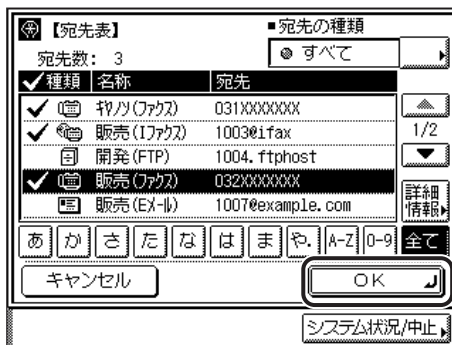 【宛先表】 ■宛先の種類
宛先数: 3 すべて
種類 名称 宛先
ｷﾔﾉﾝ(ﾌｧｸｽ) 031XXXXXXX
販売(Iﾌｧｸｽ) 1003@ifax 1/2
開発(FTP) 1004.ftphost
販売(ﾌｧｸｽ) 032XXXXXXX
販売(Eﾒｰﾙ) 1007@example.com 詳細情報
あ か さ た な は ま や. A-Z 0-9 全て
キャンセル OK
システム状況/中止